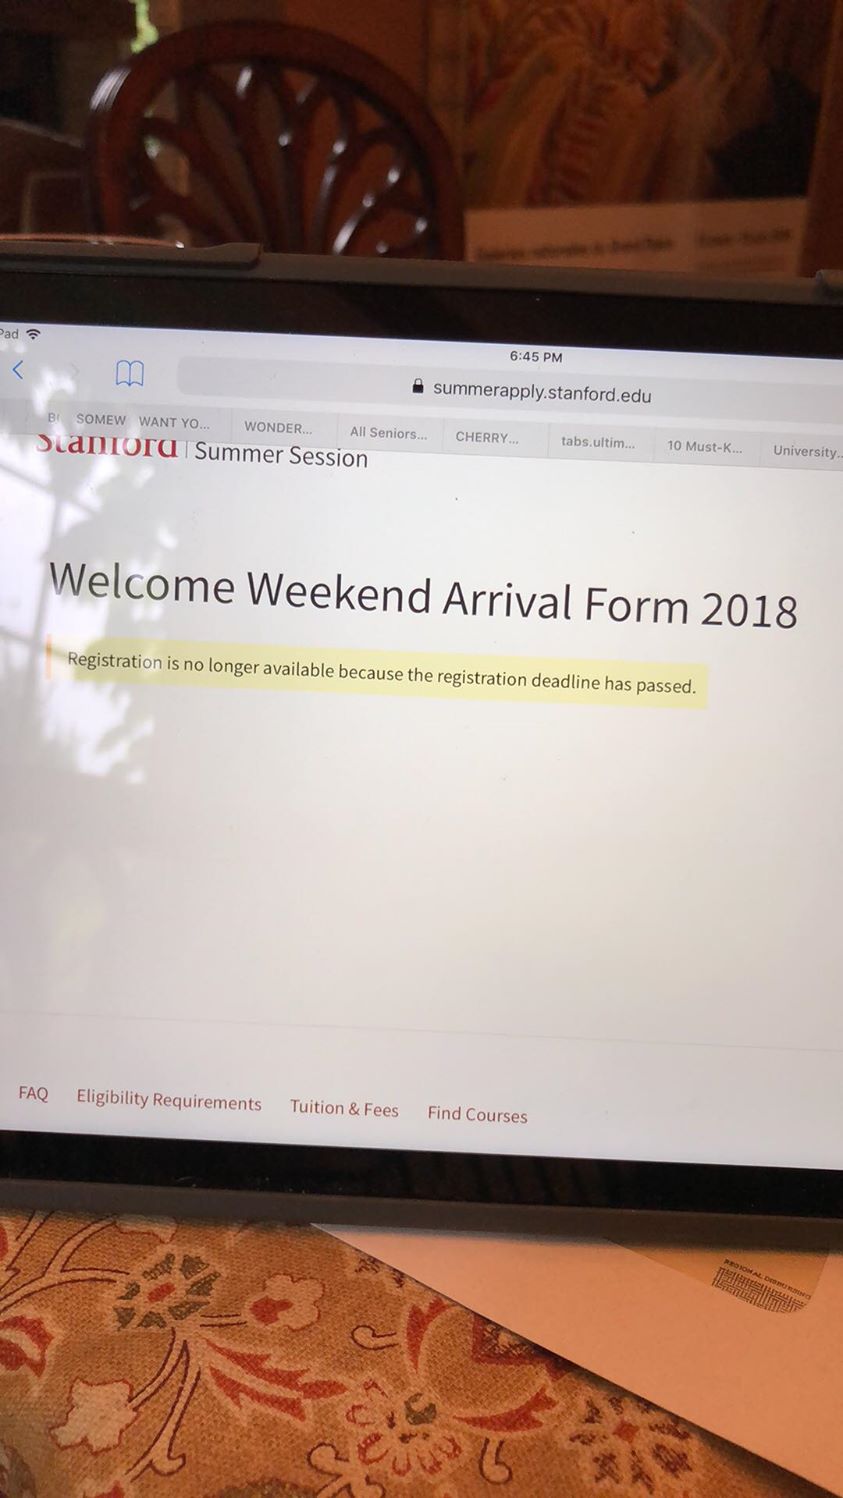 Pad
6:45 PM
summerapply.stanford.edu
SOMEW WANT YO... WONDER... All Seniors... CHERRY... tabs.ultim... 10 Must-K... University...
Stanford | Summer Session
Welcome Weekend Arrival Form 2018
Registration is no longer available because the registration deadline has passed.
FAQ Eligibility Requirements Tuition & Fees Find Courses
REGIONAL DISBURSING